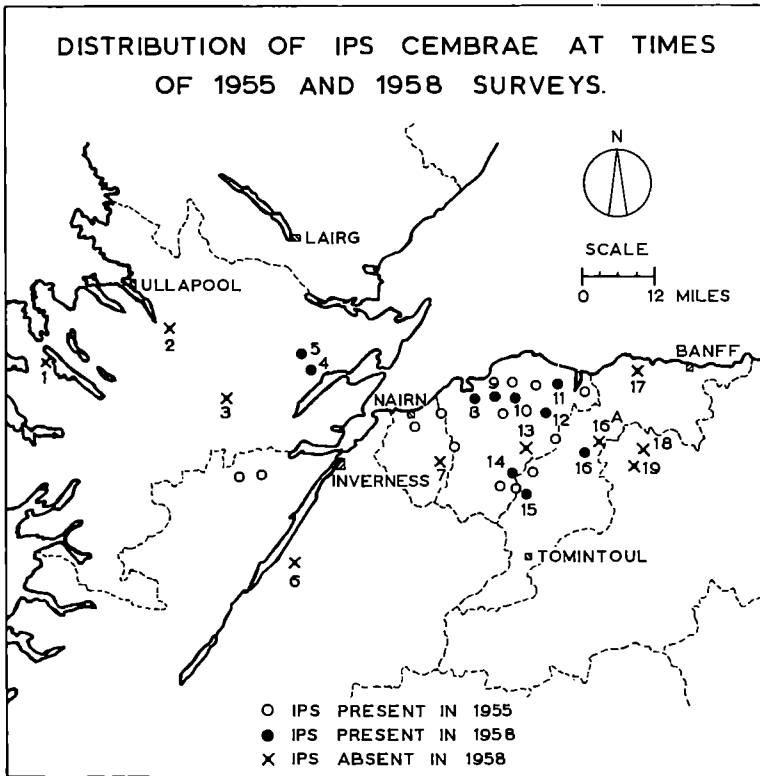 DISTRIBUTION OF IPS CEMBRAE AT TIMES
OF 1955 AND 1958 SURVEYS.
N
LAIRG
SCALE
0 12 MILES
ULLAPOOL
2
5
4
1
3
BANFF
17
9
11
8
10
NAIRN
12
13
16A
18
19
16
7
14
15
INVERNESS
TOMINTOUL
6
O IPS PRESENT IN 1955
● IPS PRESENT IN 1958
× IPS ABSENT IN 1958